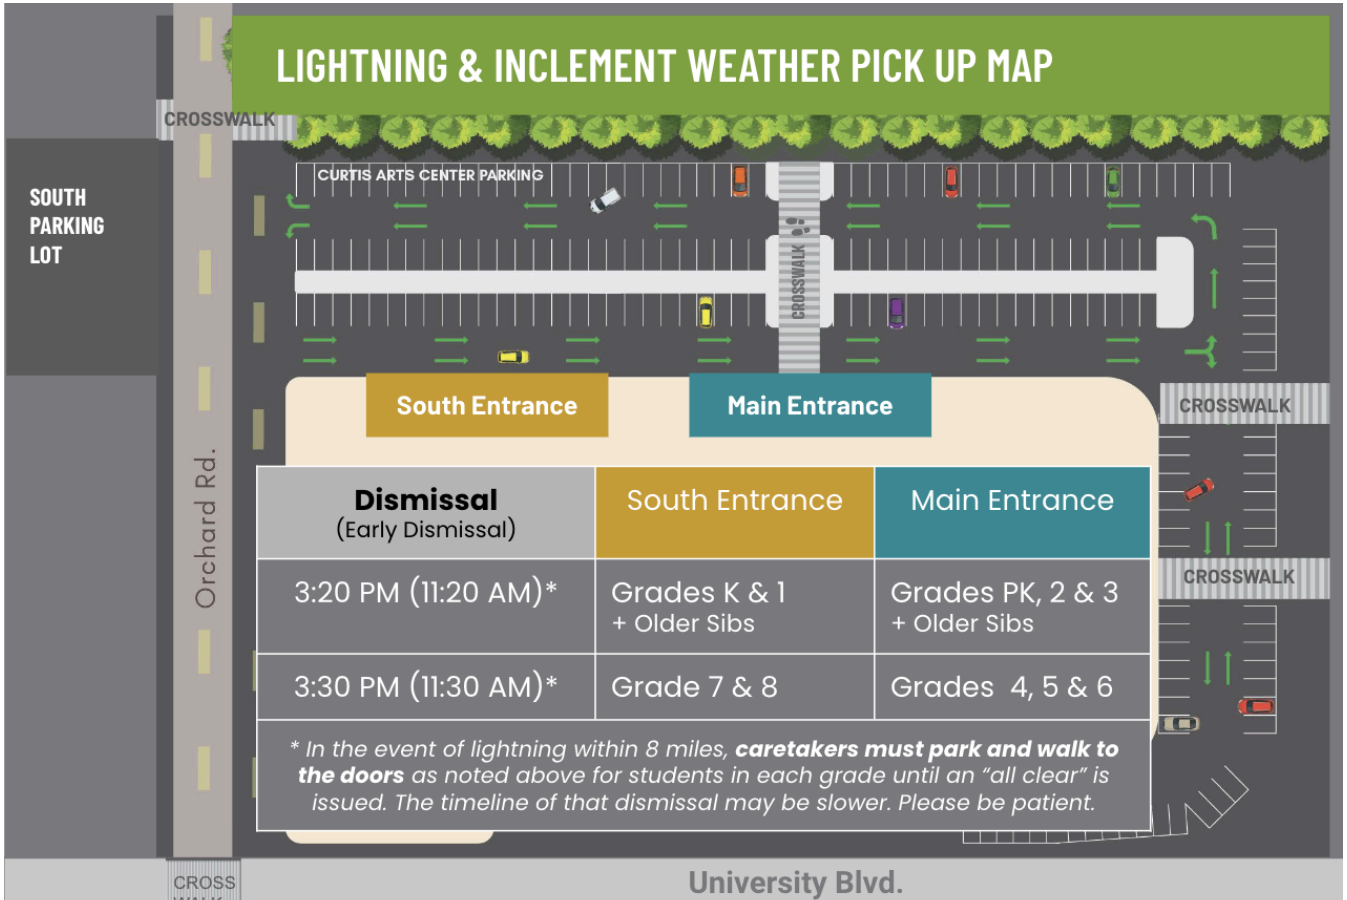 LIGHTNING & INCLEMENT WEATHER PICK UP MAP
CROSSWALK
CURTIS ARTS CENTER PARKING
SOUTH
PARKING
LOT
CROSSWALK
South Entrance
Main Entrance
CROSSWALK
Orchard Rd.
Dismissal
(Early Dismissal)
South Entrance
Main Entrance
3:20 PM (11:20 AM)*
Grades K & 1
+ Older Sibs
Grades PK, 2 & 3
+ Older Sibs
CROSSWALK
3:30 PM (11:30 AM)*
Grade 7 & 8
Grades 4, 5 & 6
* In the event of lightning within 8 miles, caretakers must park and walk to
the doors as noted above for students in each grade until an “all clear” is
issued. The timeline of that dismissal may be slower. Please be patient.
CROSS
WALK
University Blvd.